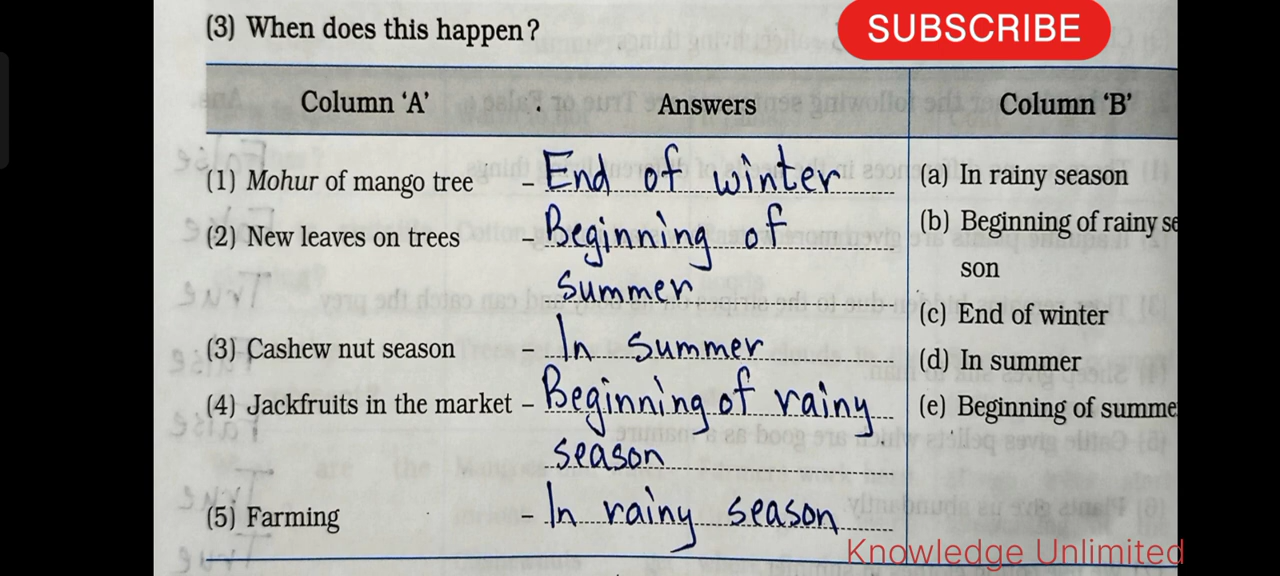 (3) When does this happen?
SUBSCRIBE
Column ‘A’ Answers Column ‘B’
(1) Mohur of mango tree – End of winter (a) In rainy season
(2) New leaves on trees – Beginning of (b) Beginning of rainy se
summer son
(c) End of winter
(3) Cashew nut season – In summer (d) In summer
(4) Jackfruits in the market – Beginning of rainy (e) Beginning of summe
season
(5) Farming – In rainy season
Knowledge Unlimited